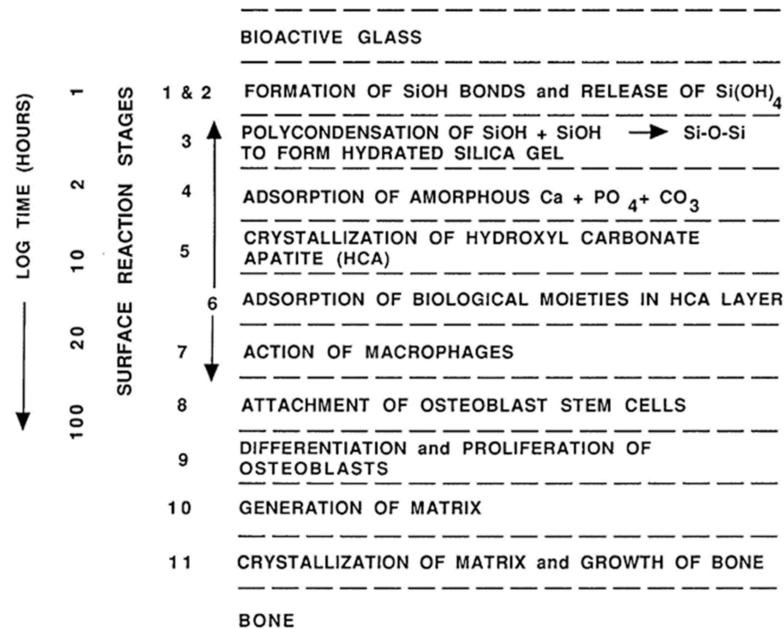 BIOACTIVE GLASS
LOG TIME (HOURS)
1
2
10
20
100
SURFACE REACTION STAGES
1 & 2 FORMATION OF SiOH BONDS and RELEASE OF Si(OH)4
3 POLYCONDENSATION OF SiOH + SiOH → Si-O-Si
TO FORM HYDRATED SILICA GEL
4 ADSORPTION OF AMORPHOUS Ca + PO4 + CO3
5 CRYSTALLIZATION OF HYDROXYL CARBONATE
APATITE (HCA)
6 ADSORPTION OF BIOLOGICAL MOIETIES IN HCA LAYER
7 ACTION OF MACROPHAGES
8 ATTACHMENT OF OSTEOBLAST STEM CELLS
9 DIFFERENTIATION and PROLIFERATION OF
OSTEOBLASTS
10 GENERATION OF MATRIX
11 CRYSTALLIZATION OF MATRIX and GROWTH OF BONE
BONE